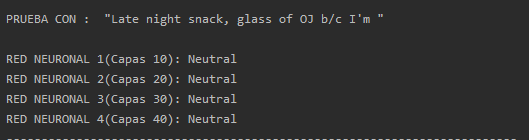 PRUEBA CON :  "Late night snack, glass of OJ b/c I'm "
RED NEURONAL 1(Capas 10): Neutral
RED NEURONAL 2(Capas 20): Neutral
RED NEURONAL 3(Capas 30): Neutral
RED NEURONAL 4(Capas 40): Neutral
--------------------------------------------------------------------------